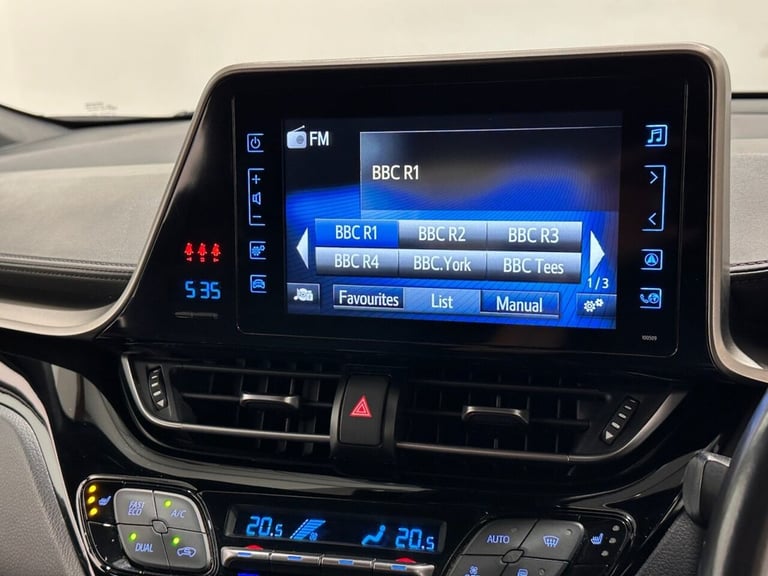 FM
BBC R1
BBC R1 BBC R2 BBC R3
BBC R4 BBC.York BBC Tees
1/3
Favourites List Manual
5:35
100509
FAST ECO A/C
DUAL
20.5 20.5
AUTO